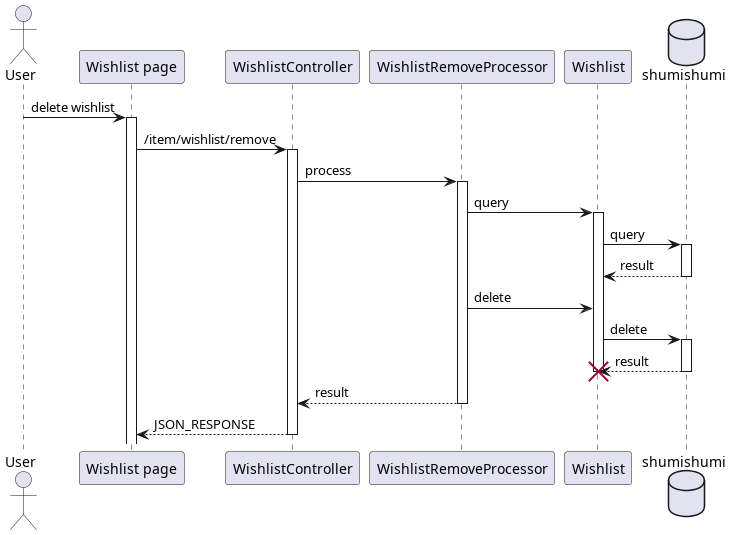 User
Wishlist page
WishlistController
WishlistRemoveProcessor
Wishlist
shumishumi
delete wishlist
/item/wishlist/remove
process
query
query
result
delete
delete
result
result
JSON_RESPONSE
User
Wishlist page
WishlistController
WishlistRemoveProcessor
Wishlist
shumishumi